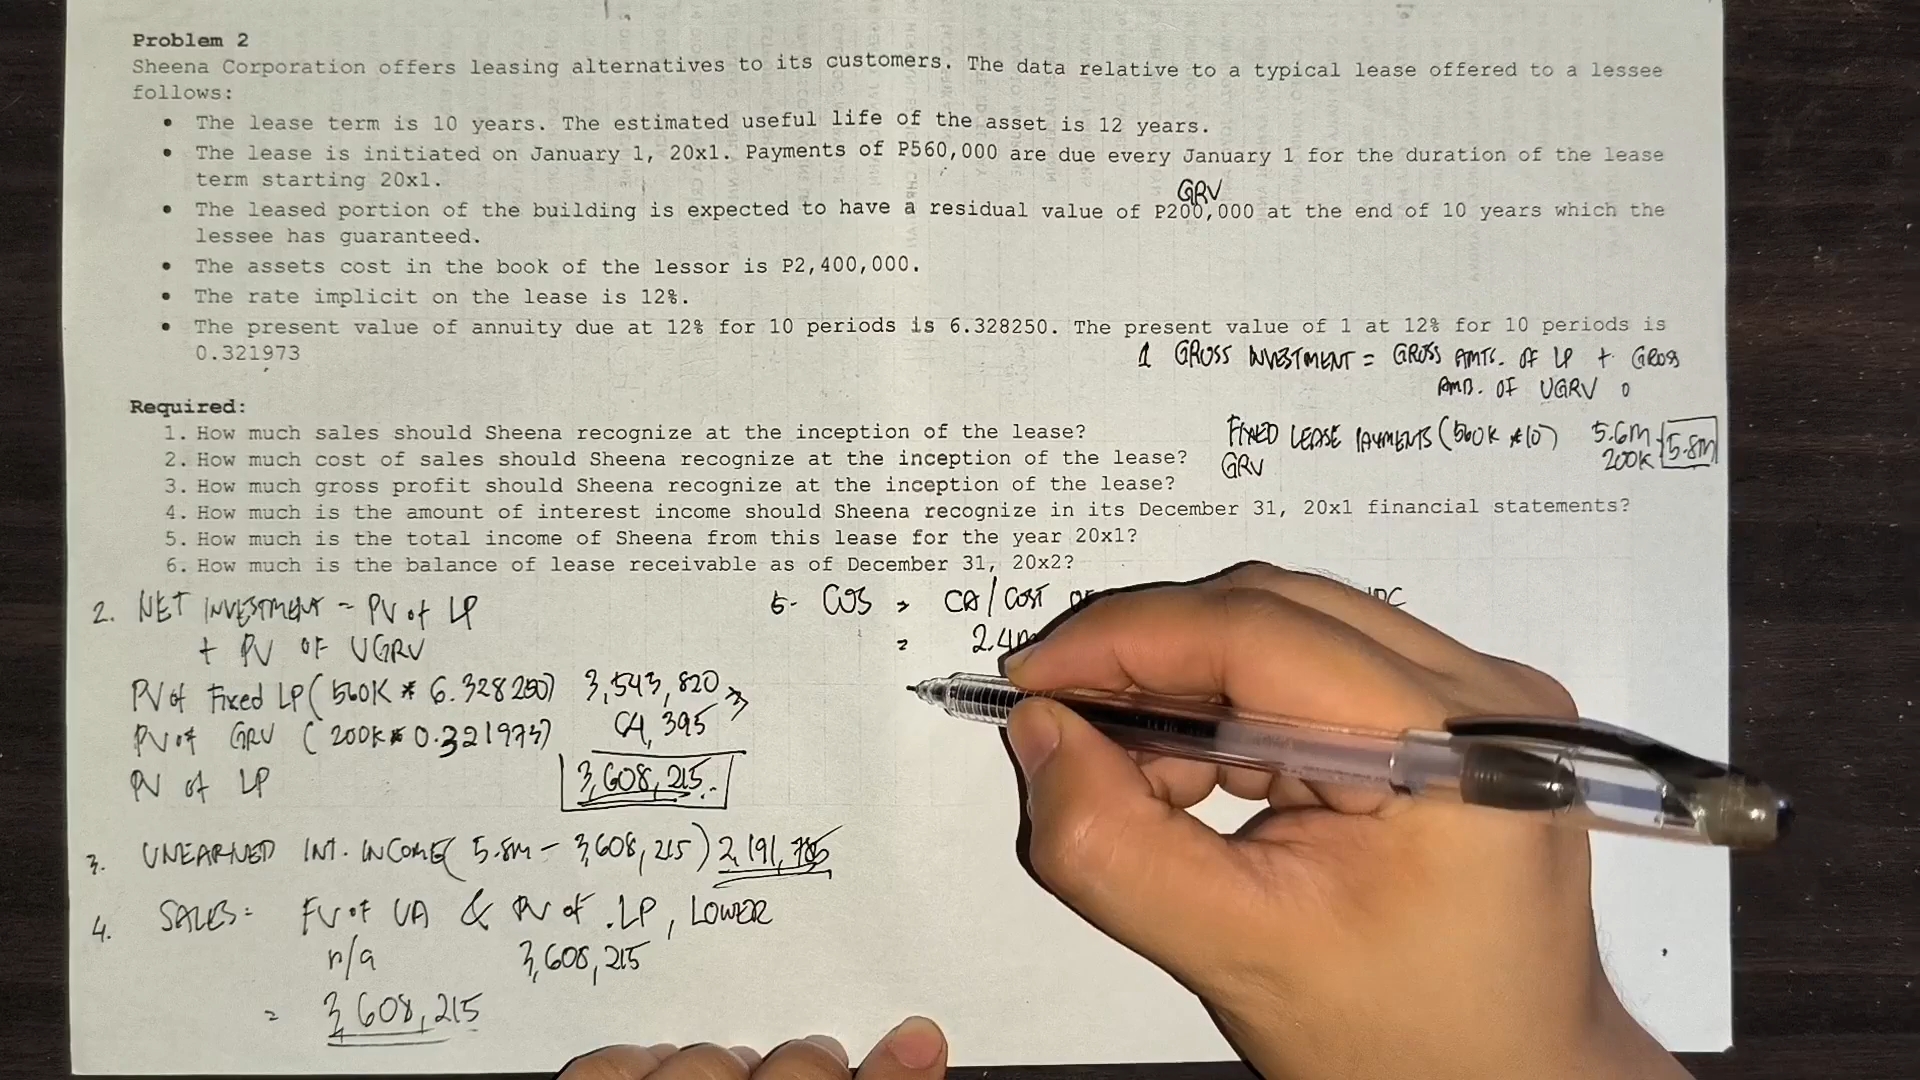 Problem 2
Sheena Corporation offers leasing alternatives to its customers. The data relative to a typical lease offered to a lessee
follows:
• The lease term is 10 years. The estimated useful life of the asset is 12 years.
• The lease is initiated on January 1, 20x1. Payments of P560,000 are due every January 1 for the duration of the lease
term starting 20x1.
GRV
• The leased portion of the building is expected to have a residual value of P200,000 at the end of 10 years which the
lessee has guaranteed.
• The assets cost in the book of the lessor is P2,400,000.
• The rate implicit on the lease is 12%.
• The present value of annuity due at 12% for 10 periods is 6.328250. The present value of 1 at 12% for 10 periods is
0.321973
1 GROSS INVESTMENT = GROSS AMTS. OF LP + GROSS
AMTS. OF UGRV 0
FIXED LEASE PAYMENTS (560K * 10) 5.6M
GRV 200K 5.8M
Required:
1. How much sales should Sheena recognize at the inception of the lease?
2. How much cost of sales should Sheena recognize at the inception of the lease?
3. How much gross profit should Sheena recognize at the inception of the lease?
4. How much is the amount of interest income should Sheena recognize in its December 31, 20x1 financial statements?
5. How much is the total income of Sheena from this lease for the year 20x1?
6. How much is the balance of lease receivable as of December 31, 20x2?
2. NET INVESTMENT = PV of LP
+ PV OF UGRV
PV of Fixed LP (560K * 6.328250) 3,543,820
PV of GRV (200K * 0.321973) 64,395
PV of LP 3,608,215
3. UNEARNED INT. INCOME (5.8M - 3,608,215) 2,191,785
4. SALES = FV of UA & PV of LP, LOWER
n/a 3,608,215
= 3,608,215
5. COS = CA/COST
= 2.4